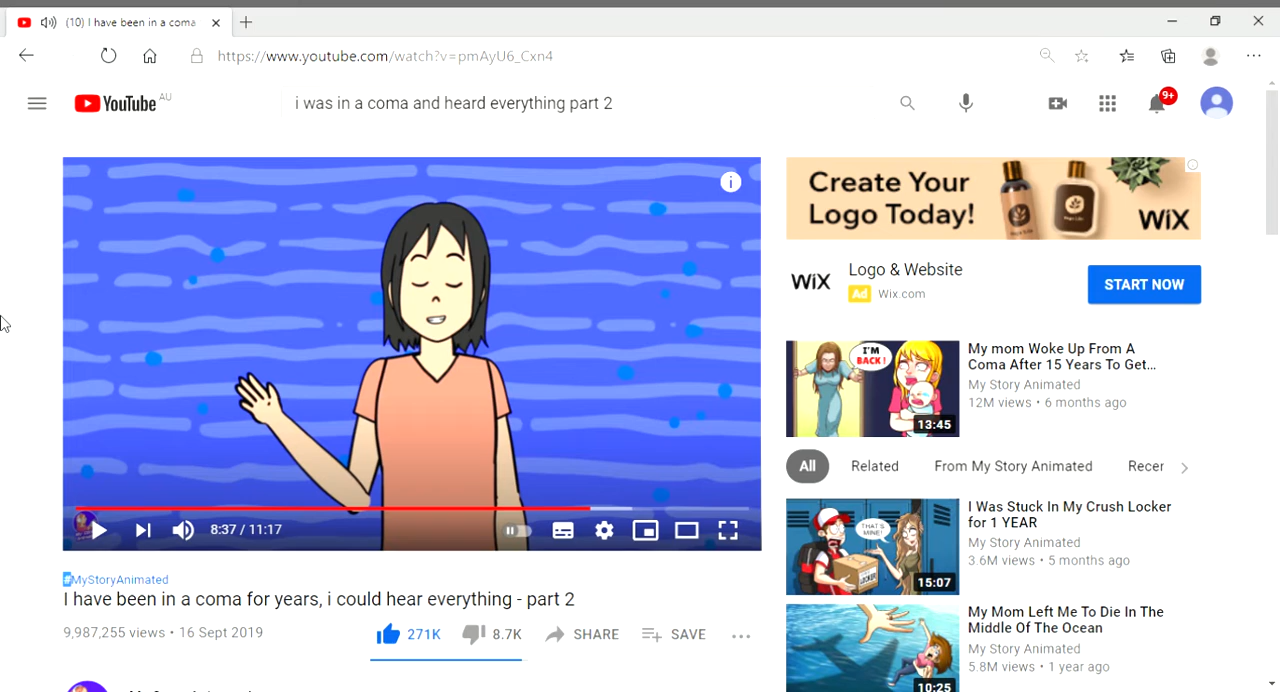 (10) I have been in a coma
https://www.youtube.com/watch?v=pmAyU6_Cxn4
YouTube AU
i was in a coma and heard everything part 2
9+
i
8:37 / 11:17
#MyStoryAnimated
I have been in a coma for years, i could hear everything - part 2
9,987,255 views • 16 Sept 2019
271K
8.7K
SHARE
SAVE
Create Your
Logo Today!
WiX
WiX
Logo & Website
Ad Wix.com
START NOW
I'M
BACK!
13:45
My mom Woke Up From A
Coma After 15 Years To Get...
My Story Animated
12M views • 6 months ago
All
Related
From My Story Animated
Recer
THAT'S
MINE!
LOCKER
15:07
I Was Stuck In My Crush Locker
for 1 YEAR
My Story Animated
3.6M views • 5 months ago
10:25
My Mom Left Me To Die In The
Middle Of The Ocean
My Story Animated
5.8M views • 1 year ago